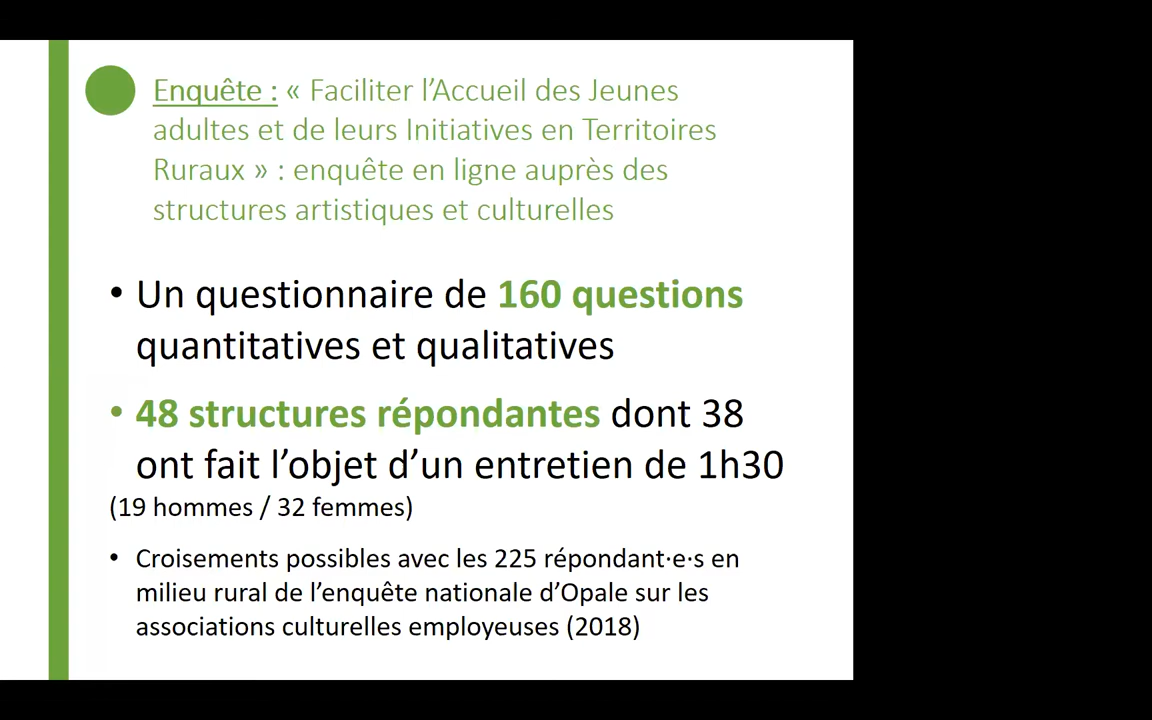 Enquête : « Faciliter l’Accueil des Jeunes
adultes et de leurs Initiatives en Territoires
Ruraux » : enquête en ligne auprès des
structures artistiques et culturelles
• Un questionnaire de 160 questions
quantitatives et qualitatives
• 48 structures répondantes dont 38
ont fait l’objet d’un entretien de 1h30
(19 hommes / 32 femmes)
• Croisements possibles avec les 225 répondant·e·s en
milieu rural de l’enquête nationale d’Opale sur les
associations culturelles employeuses (2018)